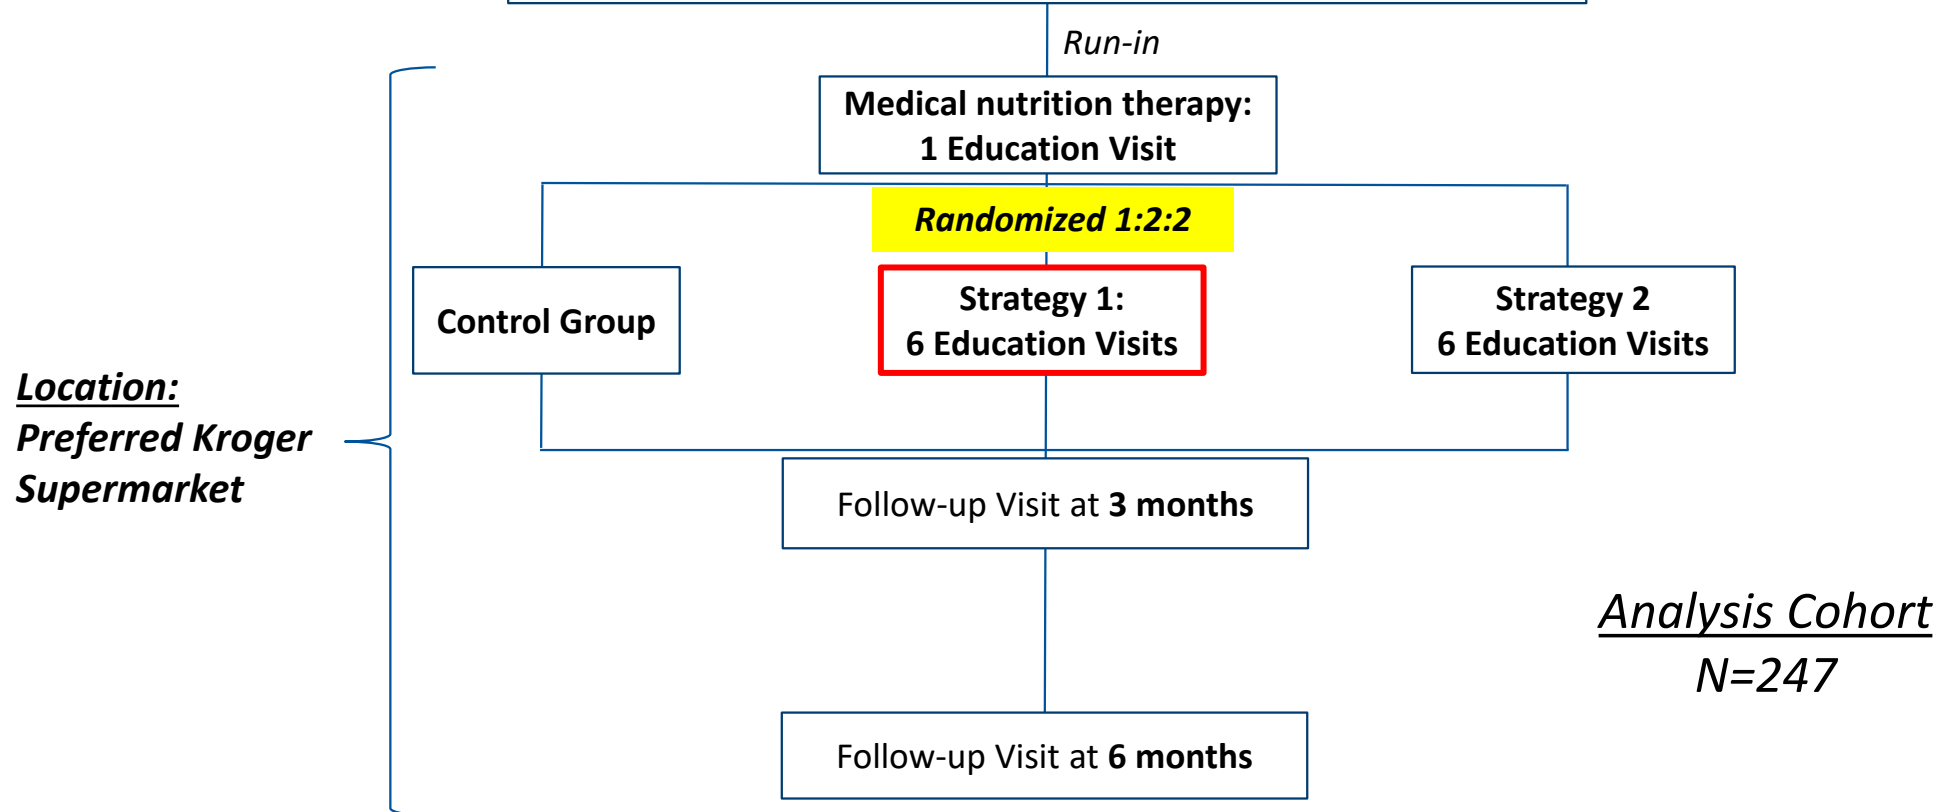 Run-in
Medical nutrition therapy:
1 Education Visit
Randomized 1:2:2
Control Group
Strategy 1:
6 Education Visits
Strategy 2
6 Education Visits
Location:
Preferred Kroger
Supermarket
Follow-up Visit at 3 months
Analysis Cohort
N=247
Follow-up Visit at 6 months